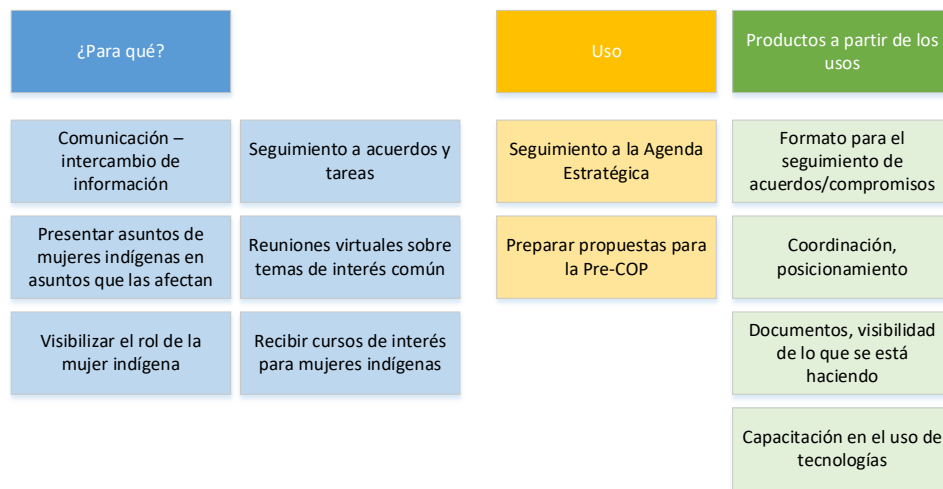 ¿Para qué?
Uso
Productos a partir de los
usos
Comunicación –
intercambio de
información
Seguimiento a acuerdos y
tareas
Seguimiento a la Agenda
Estratégica
Formato para el
seguimiento de
acuerdos/compromisos
Presentar asuntos de
mujeres indígenas en
asuntos que las afectan
Reuniones virtuales sobre
temas de interés común
Preparar propuestas para
la Pre-COP
Coordinación,
posicionamiento
Visibilizar el rol de la
mujer indígena
Recibir cursos de interés
para mujeres indígenas
Documentos, visibilidad
de lo que se está
haciendo
Capacitación en el uso de
tecnologías